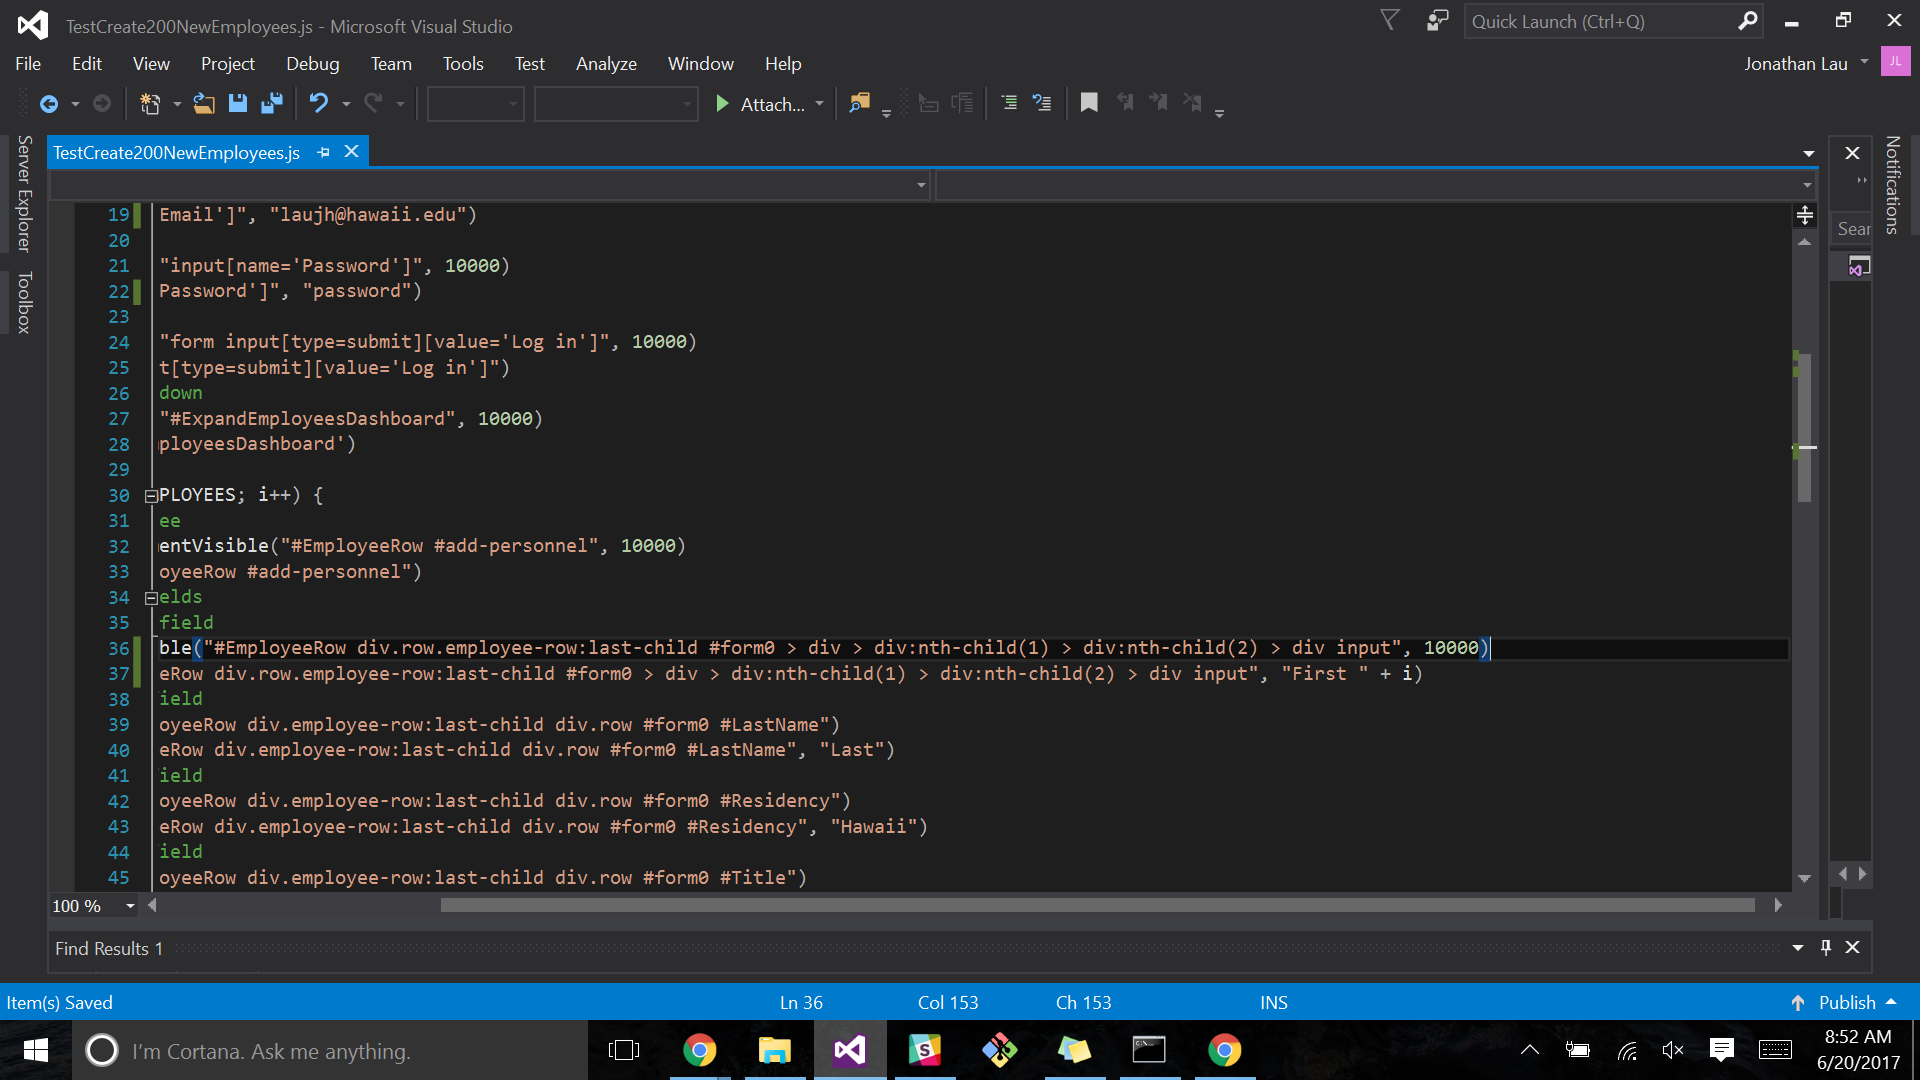 TestCreate200NewEmployees.js - Microsoft Visual Studio
Quick Launch (Ctrl+Q)
File Edit View Project Debug Team Tools Test Analyze Window Help
Jonathan Lau JL
Attach...
Server Explorer
Toolbox
TestCreate200NewEmployees.js
Notifications
Sear
19 Email']", "laujh@hawaii.edu")
20
21 "input[name='Password']", 10000)
22 Password']", "password")
23
24 "form input[type=submit][value='Log in']", 10000)
25 t[type=submit][value='Log in']")
26 down
27 "#ExpandEmployeesDashboard", 10000)
28 ployeesDashboard')
29
30 PLOYEES; i++) {
31 ee
32 entVisible("#EmployeeRow #add-personnel", 10000)
33 oyeeRow #add-personnel")
34 elds
35 field
36 ble("#EmployeeRow div.row.employee-row:last-child #form0 > div > div:nth-child(1) > div:nth-child(2) > div input", 10000)
37 eRow div.row.employee-row:last-child #form0 > div > div:nth-child(1) > div:nth-child(2) > div input", "First " + i)
38 ield
39 oyeeRow div.employee-row:last-child div.row #form0 #LastName")
40 eRow div.employee-row:last-child div.row #form0 #LastName", "Last")
41 ield
42 oyeeRow div.employee-row:last-child div.row #form0 #Residency")
43 eRow div.employee-row:last-child div.row #form0 #Residency", "Hawaii")
44 ield
45 oyeeRow div.employee-row:last-child div.row #form0 #Title")
100 %
Find Results 1
Item(s) Saved Ln 36 Col 153 Ch 153 INS Publish
I'm Cortana. Ask me anything.
8:52 AM
6/20/2017